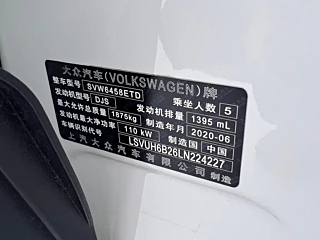 大众汽车(VOLKSWAGEN)牌
整车型号 SVW6458ETD 乘坐人数 5
发动机型号 DJS 发动机排量 1395 mL
最大允许总质量 1875kg 制造年月 2020-06
发动机最大净功率 110 kW 制造国 中国
车辆识别代号 LSVUH6B26LN224227
上汽大众汽车有限公司 制造